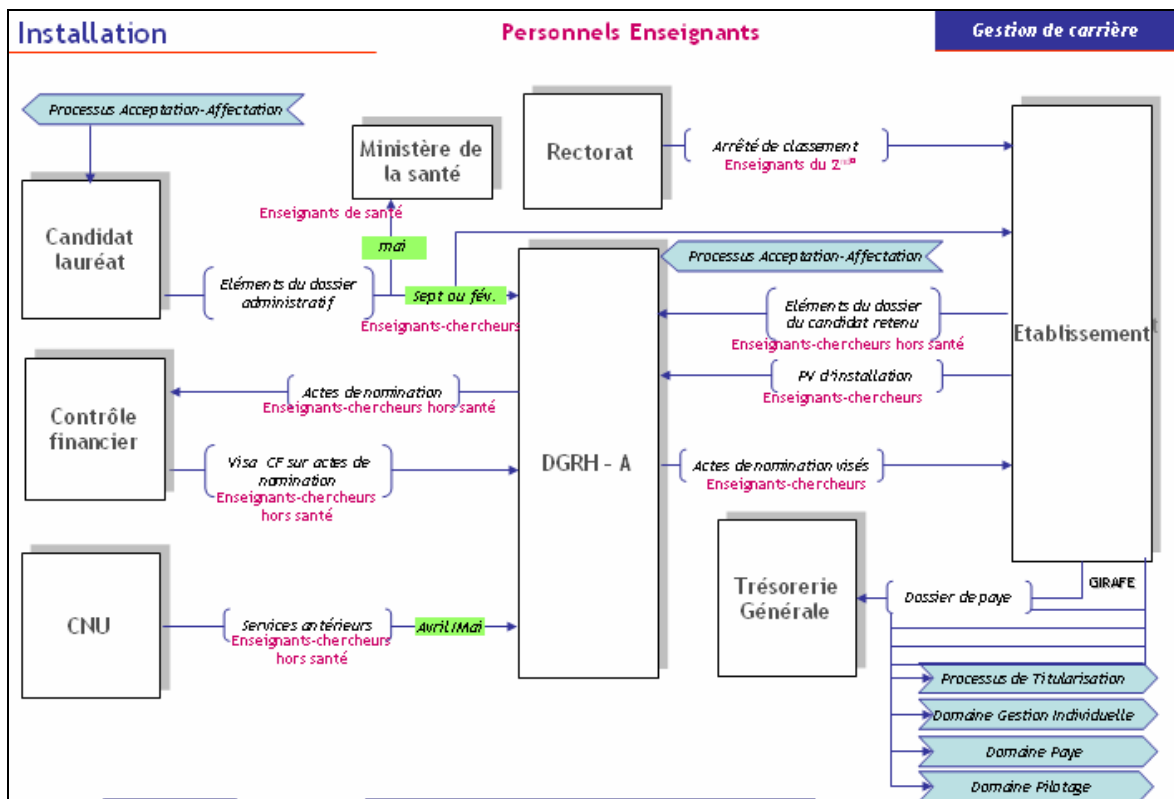 Installation
Personnels Enseignants
Gestion de carrière
Processus Acceptation-Affectation
Ministère de
la santé
Rectorat
Arrêté de classement
Enseignants du 2nd°
Enseignants de santé
Candidat
lauréat
mai
Eléments du dossier
administratif
Sept ou fév.
Enseignants-chercheurs
Processus Acceptation-Affectation
Eléments du dossier
du candidat retenu
Enseignants-chercheurs hors santé
Etablissement
PV d'installation
Enseignants-chercheurs
Actes de nomination
Enseignants-chercheurs hors santé
Contrôle
financier
Visa CF sur actes de
nomination
Enseignants-chercheurs
hors santé
DGRH - A
Actes de nomination visés
Enseignants-chercheurs
CNU
Services antérieurs
Enseignants-chercheurs
hors santé
Avril/Mai
Trésorerie
Générale
Dossier de paye
GIRAFE
Processus de Titularisation
Domaine Gestion Individuelle
Domaine Paye
Domaine Pilotage